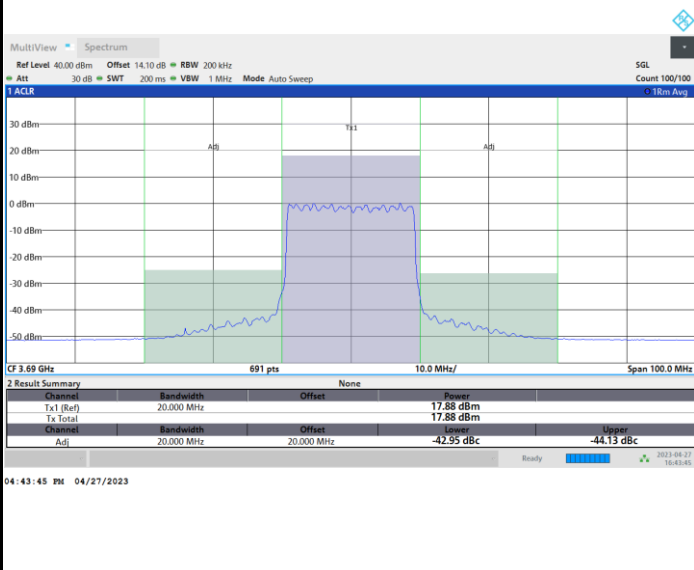 MultiView Spectrum
Ref Level 40.00 dBm Offset 14.10 dB RBW 200 kHz SGL
Att 30 dB SWT 200 ms VBW 1 MHz Mode Auto Sweep Count 100/100
1 ACLR 1Rm Avg
30 dBm
Tx1
20 dBm
Adj Adj
10 dBm
0 dBm
-10 dBm
-20 dBm
-30 dBm
-40 dBm
-50 dBm
CF 3.69 GHz 691 pts 10.0 MHz/ Span 100.0 MHz
2 Result Summary None
Channel Bandwidth Offset Power
Tx1 (Ref) 20.000 MHz 17.88 dBm
Tx Total 17.88 dBm
Channel Bandwidth Offset Lower Upper
Adj 20.000 MHz 20.000 MHz -42.95 dBc -44.13 dBc
Ready 2023-04-27
16:43:45
04:43:45 PM 04/27/2023